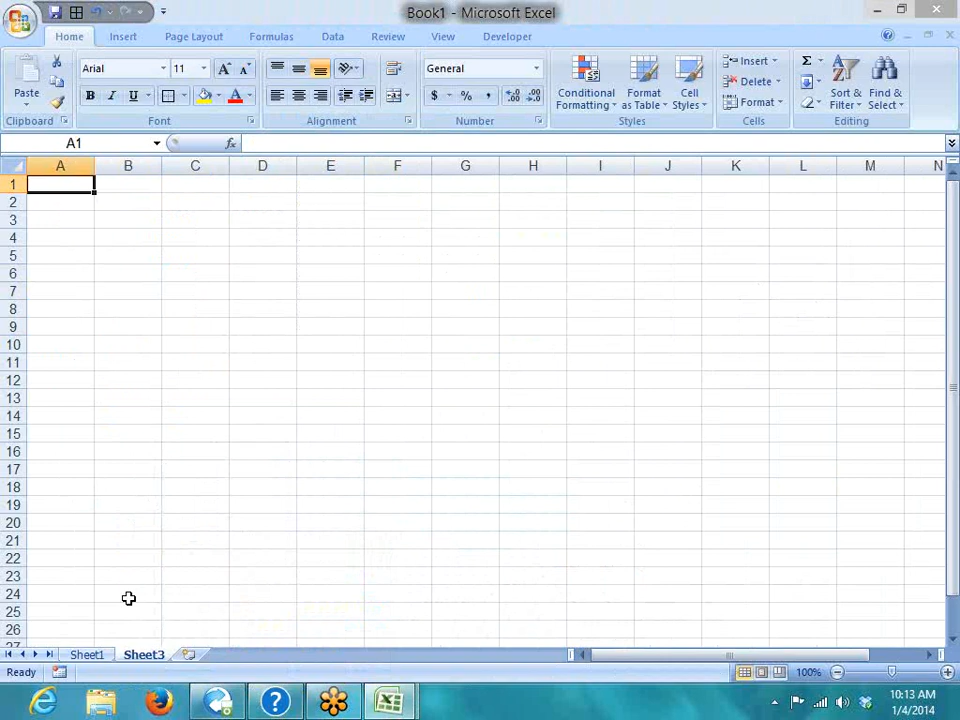 Book1 - Microsoft Excel
Home Insert Page Layout Formulas Data Review View Developer
Paste
Clipboard
Arial 11
B I U
Font
Alignment
General
$ % ,
Number
Conditional Formatting
Format as Table
Cell Styles
Styles
Insert
Delete
Format
Cells
Σ
Sort & Filter
Find & Select
Editing
A1 fx
A B C D E F G H I J K L M N
1
2
3
4
5
6
7
8
9
10
11
12
13
14
15
16
17
18
19
20
21
22
23
24
25
26
27
Sheet1 Sheet3
Ready 100%
10:13 AM
1/4/2014